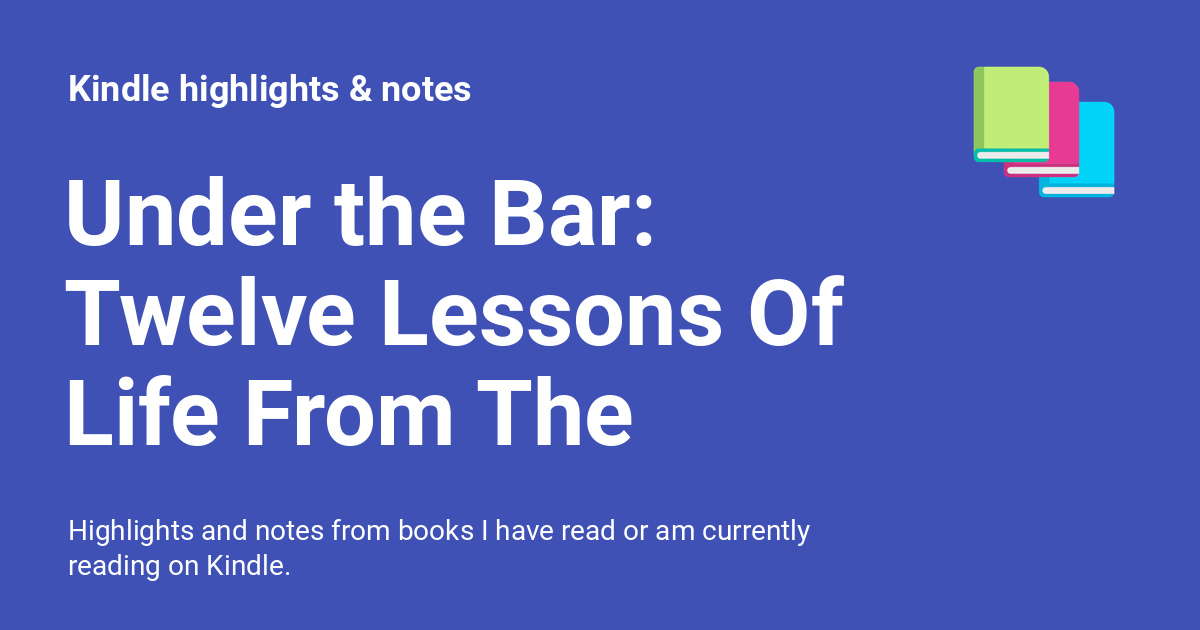 Kindle highlights & notes
Under the Bar:
Twelve Lessons Of
Life From The
Highlights and notes from books I have read or am currently
reading on Kindle.